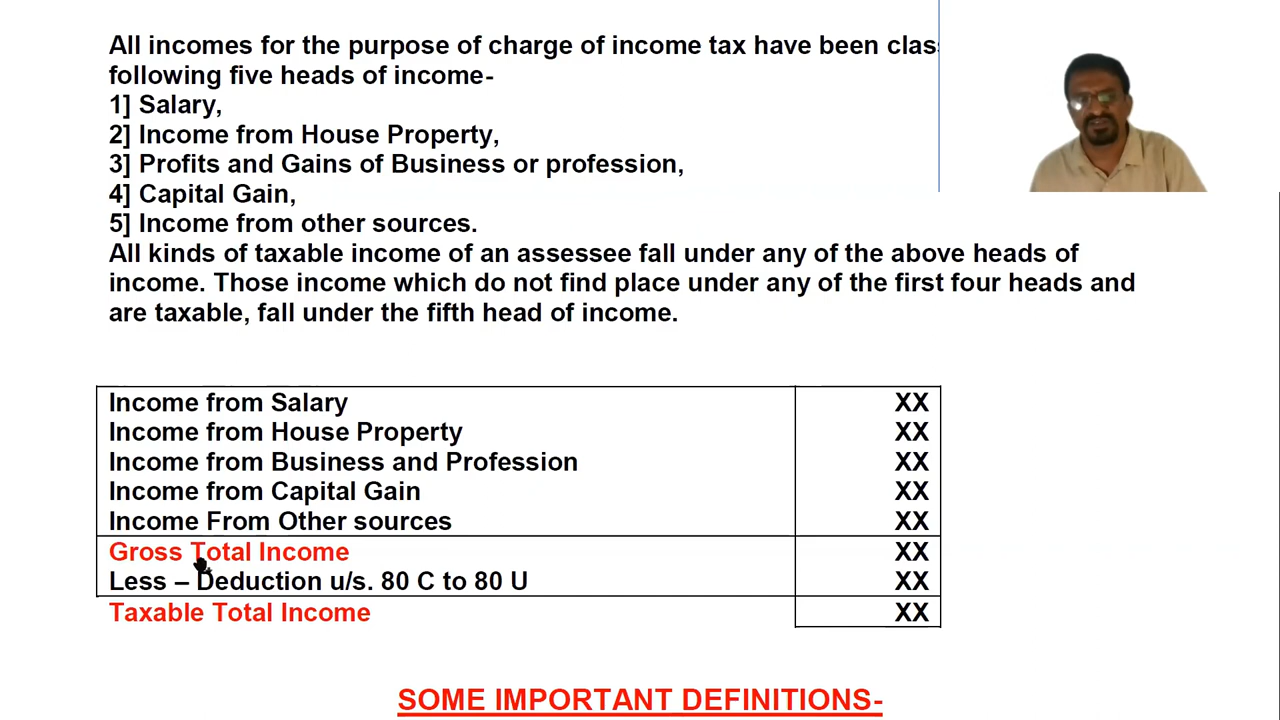 All incomes for the purpose of charge of income tax have been
following five heads of income-
1] Salary,
2] Income from House Property,
3] Profits and Gains of Business or profession,
4] Capital Gain,
5] Income from other sources.
All kinds of taxable income of an assessee fall under any of the above heads of
income. Those income which do not find place under any of the first four heads and
are taxable, fall under the fifth head of income.
Income from Salary XX
Income from House Property XX
Income from Business and Profession XX
Income from Capital Gain XX
Income From Other sources XX
Gross Total Income XX
Less – Deduction u/s. 80 C to 80 U XX
Taxable Total Income XX
SOME IMPORTANT DEFINITIONS-